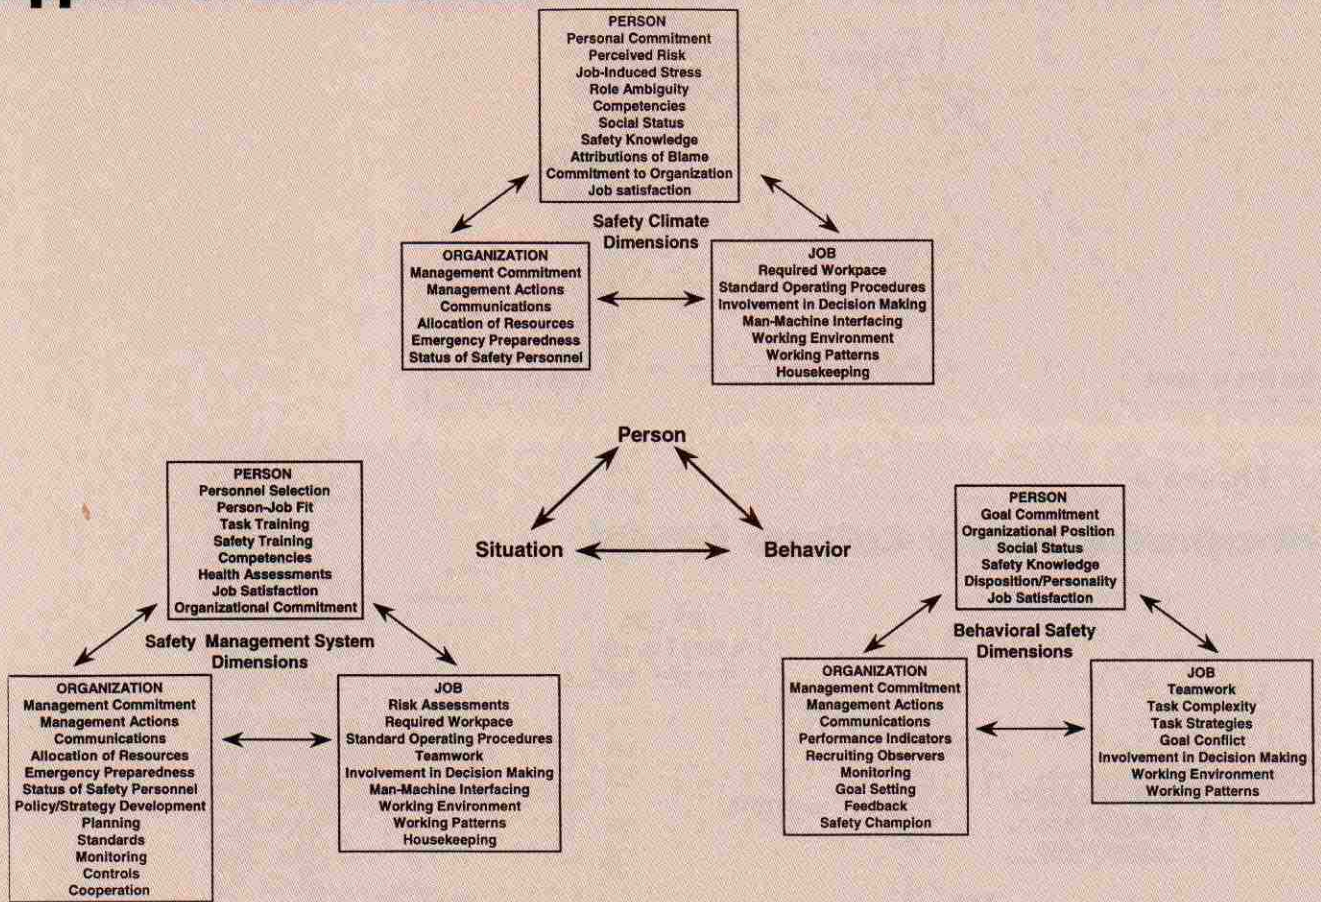 PERSON
Personal Commitment
Perceived Risk
Job-Induced Stress
Role Ambiguity
Competencies
Social Status
Safety Knowledge
Attributions of Blame
Commitment to Organization
Job satisfaction
Safety Climate
Dimensions
ORGANIZATION
Management Commitment
Management Actions
Communications
Allocation of Resources
Emergency Preparedness
Status of Safety Personnel
JOB
Required Workpace
Standard Operating Procedures
Involvement in Decision Making
Man-Machine Interfacing
Working Environment
Working Patterns
Housekeeping
Person
Situation
Behavior
PERSON
Personnel Selection
Person-Job Fit
Task Training
Safety Training
Competencies
Health Assessments
Job Satisfaction
Organizational Commitment
Safety Management System
Dimensions
ORGANIZATION
Management Commitment
Management Actions
Communications
Allocation of Resources
Emergency Preparedness
Status of Safety Personnel
Policy/Strategy Development
Planning
Standards
Monitoring
Controls
Cooperation
JOB
Risk Assessments
Required Workpace
Standard Operating Procedures
Teamwork
Involvement in Decision Making
Man-Machine Interfacing
Working Environment
Working Patterns
Housekeeping
PERSON
Goal Commitment
Organizational Position
Social Status
Safety Knowledge
Disposition/Personality
Job Satisfaction
Behavioral Safety
Dimensions
ORGANIZATION
Management Commitment
Management Actions
Communications
Performance Indicators
Recruiting Observers
Monitoring
Goal Setting
Feedback
Safety Champion
JOB
Teamwork
Task Complexity
Task Strategies
Goal Conflict
Involvement in Decision Making
Working Environment
Working Patterns